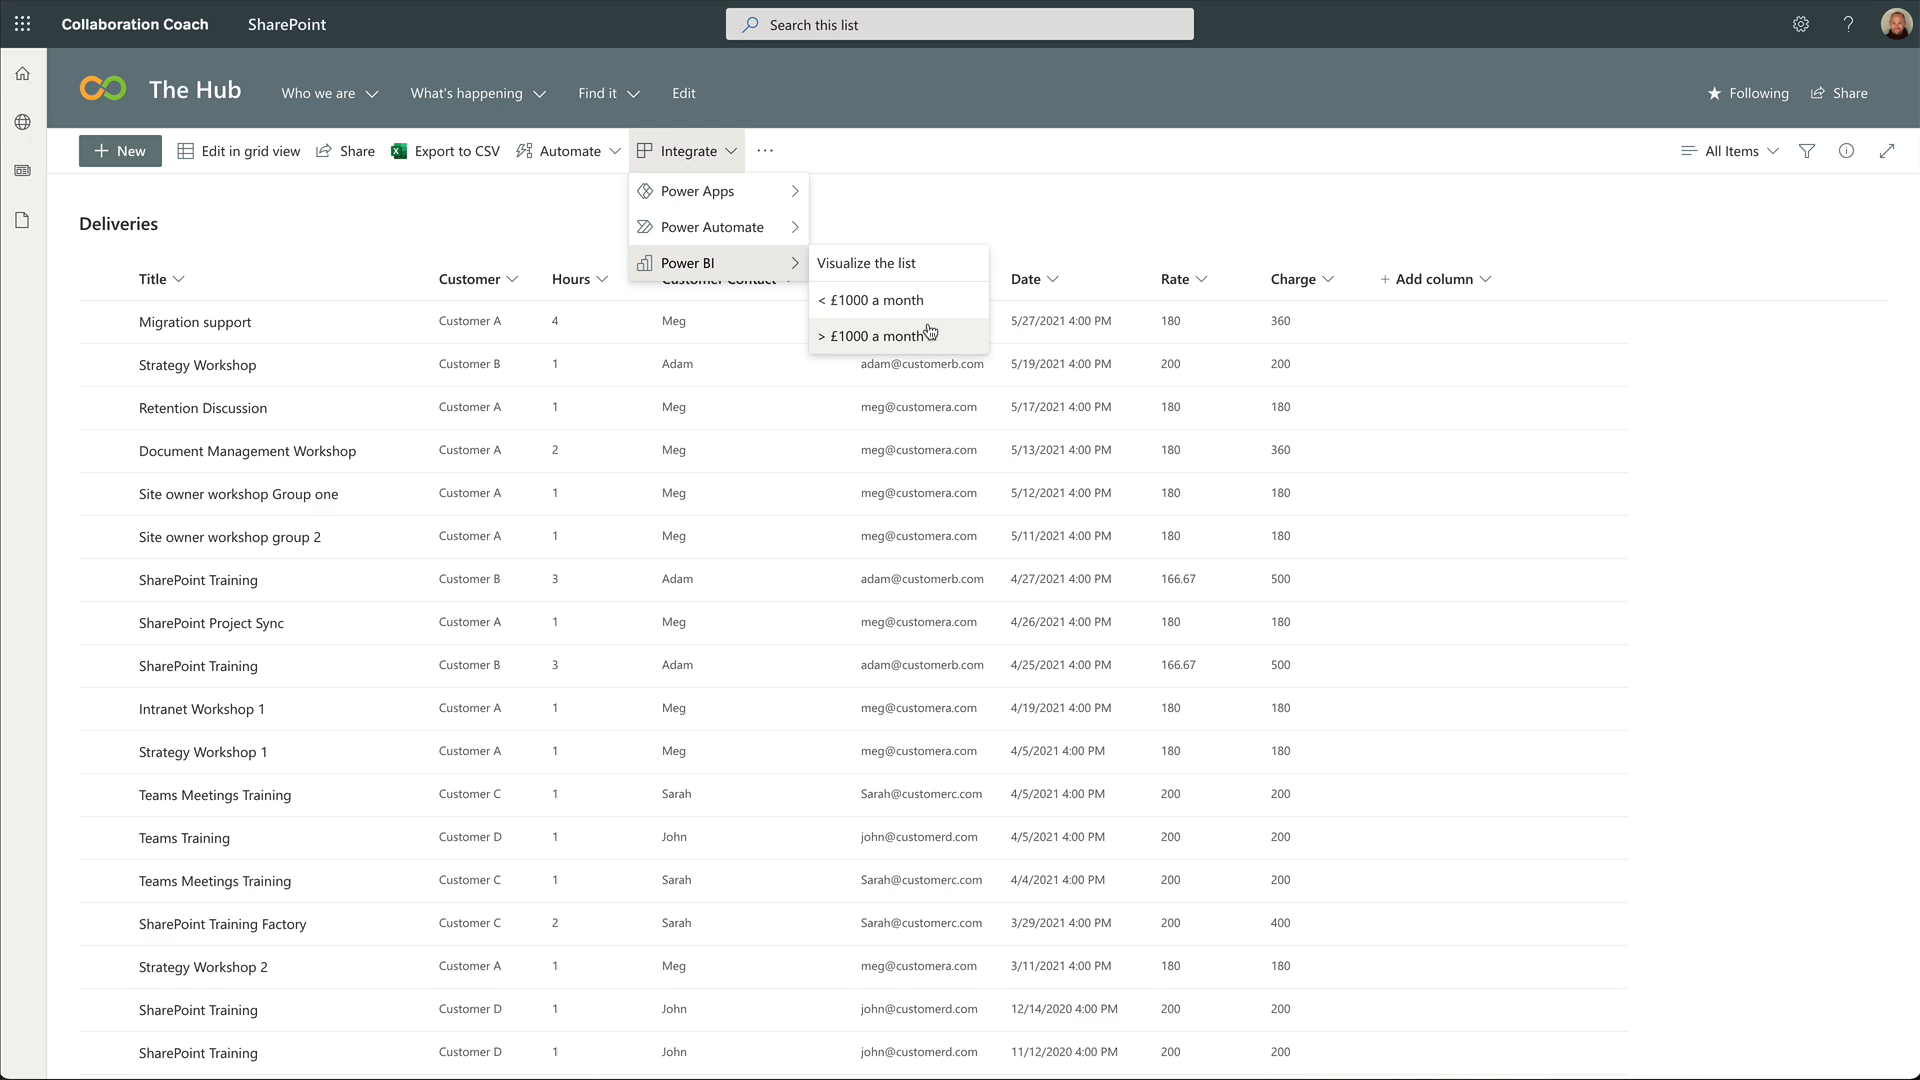 Collaboration Coach SharePoint Search this list ?
The Hub Who we are What's happening Find it Edit Following Share
New Edit in grid view Share Export to CSV Automate Integrate ··· All Items
Power Apps
Power Automate
Power BI
Visualize the list
< £1000 a month
> £1000 a month
Deliveries
Title Customer Hours Customer Contact Date Rate Charge + Add column
Migration support Customer A 4 Meg 5/27/2021 4:00 PM 180 360
Strategy Workshop Customer B 1 Adam adam@customerb.com 5/19/2021 4:00 PM 200 200
Retention Discussion Customer A 1 Meg meg@customera.com 5/17/2021 4:00 PM 180 180
Document Management Workshop Customer A 2 Meg meg@customera.com 5/13/2021 4:00 PM 180 360
Site owner workshop Group one Customer A 1 Meg meg@customera.com 5/12/2021 4:00 PM 180 180
Site owner workshop group 2 Customer A 1 Meg meg@customera.com 5/11/2021 4:00 PM 180 180
SharePoint Training Customer B 3 Adam adam@customerb.com 4/27/2021 4:00 PM 166.67 500
SharePoint Project Sync Customer A 1 Meg meg@customera.com 4/26/2021 4:00 PM 180 180
SharePoint Training Customer B 3 Adam adam@customerb.com 4/25/2021 4:00 PM 166.67 500
Intranet Workshop 1 Customer A 1 Meg meg@customera.com 4/19/2021 4:00 PM 180 180
Strategy Workshop 1 Customer A 1 Meg meg@customera.com 4/5/2021 4:00 PM 180 180
Teams Meetings Training Customer C 1 Sarah Sarah@customerc.com 4/5/2021 4:00 PM 200 200
Teams Training Customer D 1 John john@customerd.com 4/5/2021 4:00 PM 200 200
Teams Meetings Training Customer C 1 Sarah Sarah@customerc.com 4/4/2021 4:00 PM 200 200
SharePoint Training Factory Customer C 2 Sarah Sarah@customerc.com 3/29/2021 4:00 PM 200 400
Strategy Workshop 2 Customer A 1 Meg meg@customera.com 3/11/2021 4:00 PM 180 180
SharePoint Training Customer D 1 John john@customerd.com 12/14/2020 4:00 PM 200 200
SharePoint Training Customer D 1 John john@customerd.com 11/12/2020 4:00 PM 200 200